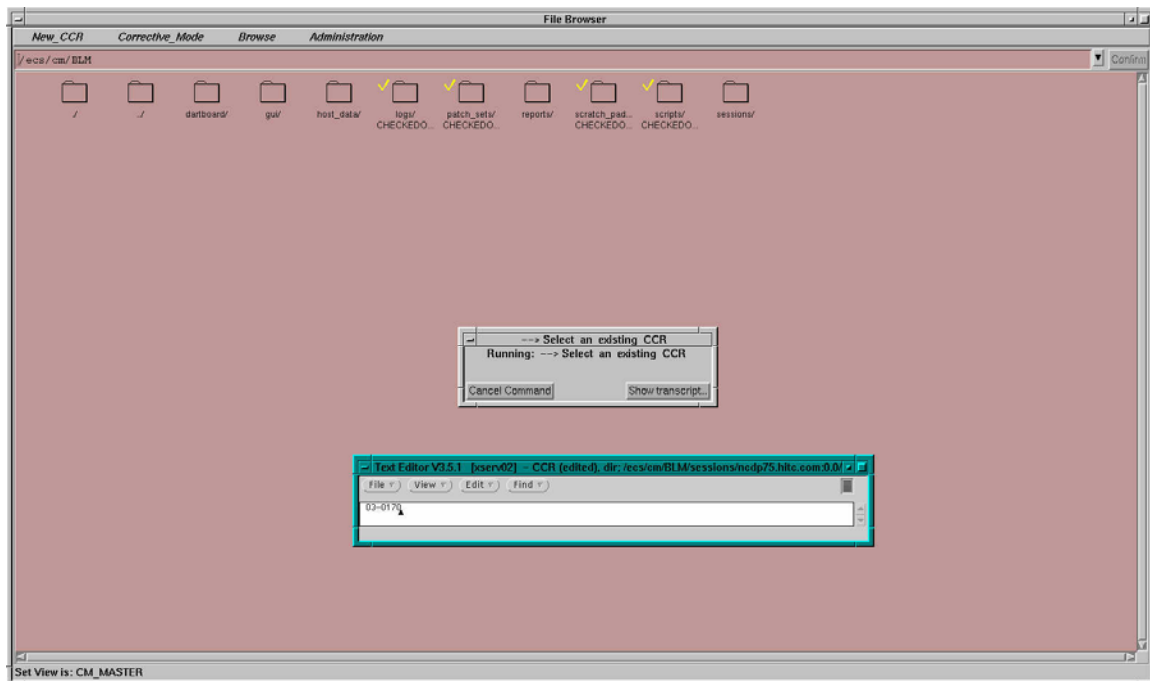 File Browser
New_CCR Corrective_Mode Browse Administration
/ecs/cm/BLM Confirm
./ ../ dartboard/ gui/ host_data/ logs/ patch_sets/ reports/ scratch_pad... scripts/ sessions/
CHECKEDO... CHECKEDO... CHECKEDO... CHECKEDO...
---> Select an existing CCR
Running: ---> Select an existing CCR
Cancel Command Show transcript...
Text Editor V3.5.1 [xserv02] - CCR (edited), dir; /ecs/cm/BLM/sessions/ncdp75.hitc.com:0.0/
File View Edit Find
03-0170
Set View is: CM_MASTER